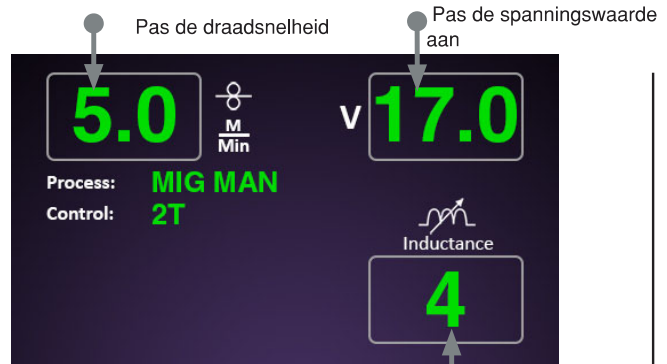 Pas de draadsnelheid
Pas de spanningswaarde
aan
5.0
M
Min
V 17.0
Process: MIG MAN
Control: 2T
Inductance
4